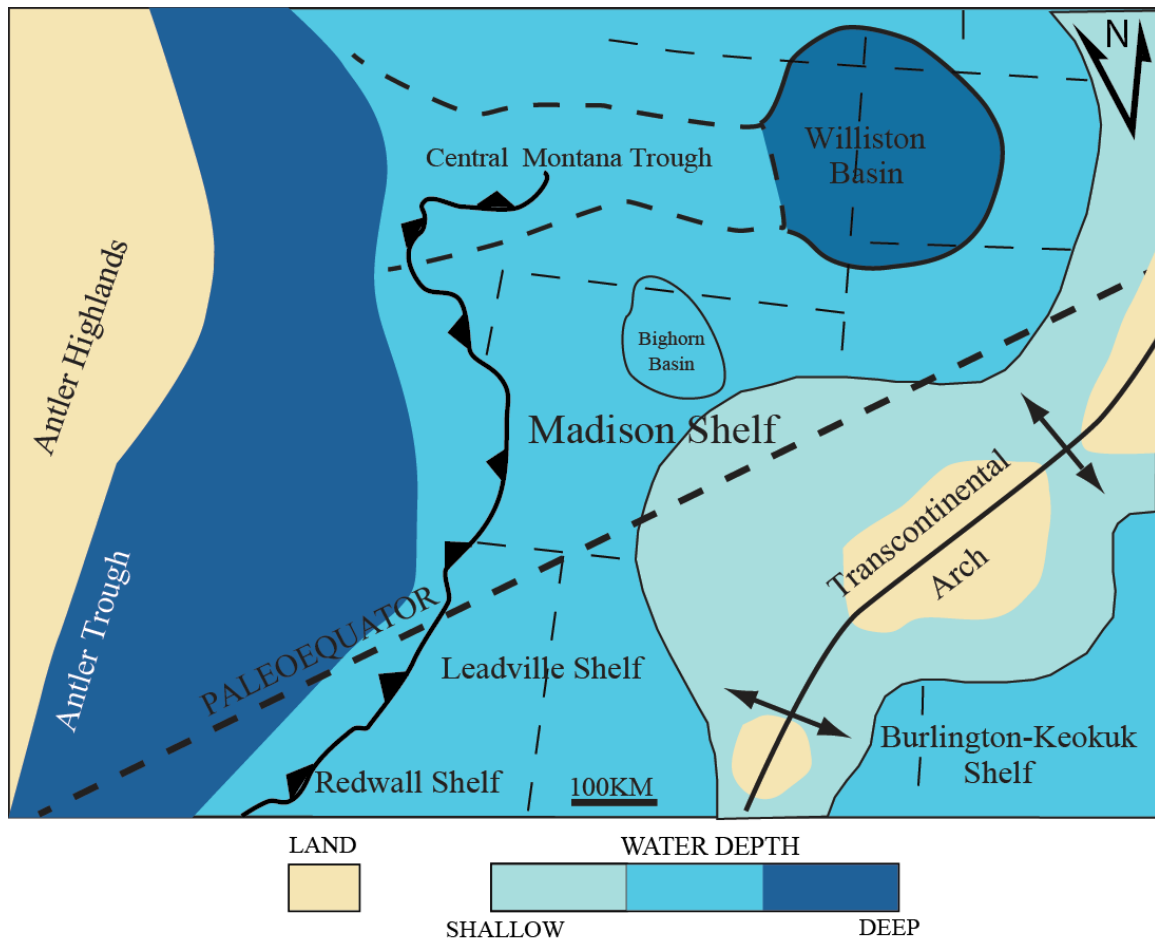 N
Williston
Basin
Central Montana Trough
Antler Highlands
Bighorn
Basin
Madison Shelf
Transcontinental
Arch
Antler Trough
PALEOEQUATOR
Leadville Shelf
Burlington-Keokuk
Shelf
Redwall Shelf
100KM
LAND
WATER DEPTH
SHALLOW
DEEP